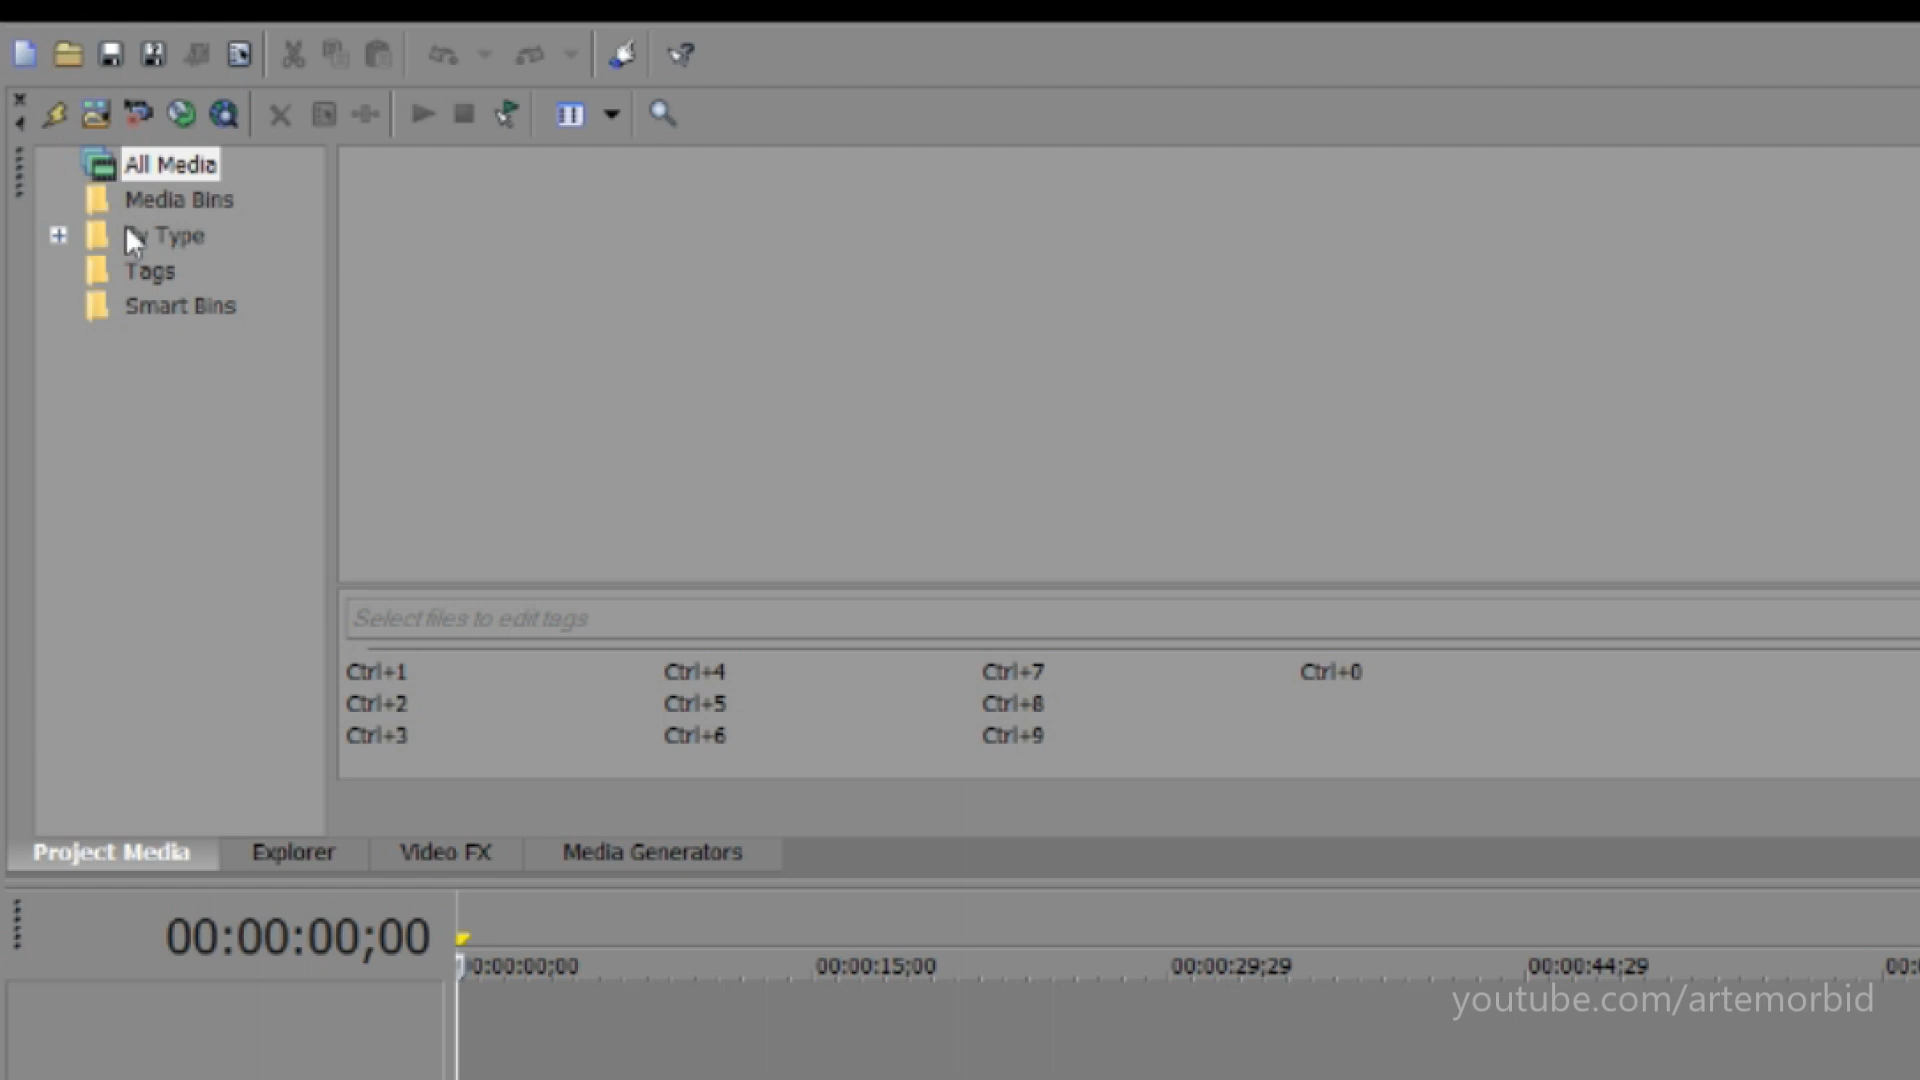 All Media
Media Bins
By Type
Tags
Smart Bins
Select files to edit tags
Ctrl+1 Ctrl+4 Ctrl+7 Ctrl+0
Ctrl+2 Ctrl+5 Ctrl+8
Ctrl+3 Ctrl+6 Ctrl+9
Project Media Explorer Video FX Media Generators
00:00:00;00
00:00:00;00 00:00:15;00 00:00:29;29 00:00:44;29 00:
youtube.com/artemorbid